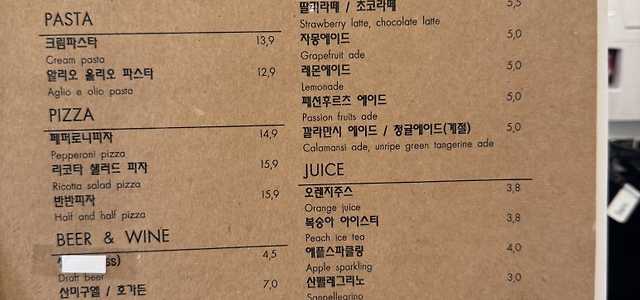 PASTA
크림파스타 13,9
Cream pasta
알리오 올리오 파스타 12,9
Aglio e olio pasta
PIZZA
페퍼로니피자 14,9
Pepperoni pizza
리코타 샐러드 피자 15,9
Ricotta salad pizza
반반피자 15,9
Half and half pizza
BEER & WINE
ss) 4,5
Draft beer
산미구엘 / 호가든 7,0
딸기라떼 / 초코라떼 5,5
Strawberry latte, chocolate latte
자몽에이드 5,0
Grapefruit ade
레몬에이드 5,0
Lemonade
패션후르츠 에이드 5,0
Passion fruits ade
깔라만시 에이드 / 청귤에이드(계절) 5,0
Calamansi ade, unripe green tangerine ade
JUICE
오렌지주스 3,8
Orange juice
복숭아 아이스티 3,8
Peach ice tea
애플스파클링 4,0
Apple sparkling
산펠레그리노 3,0
Sanpellegrino